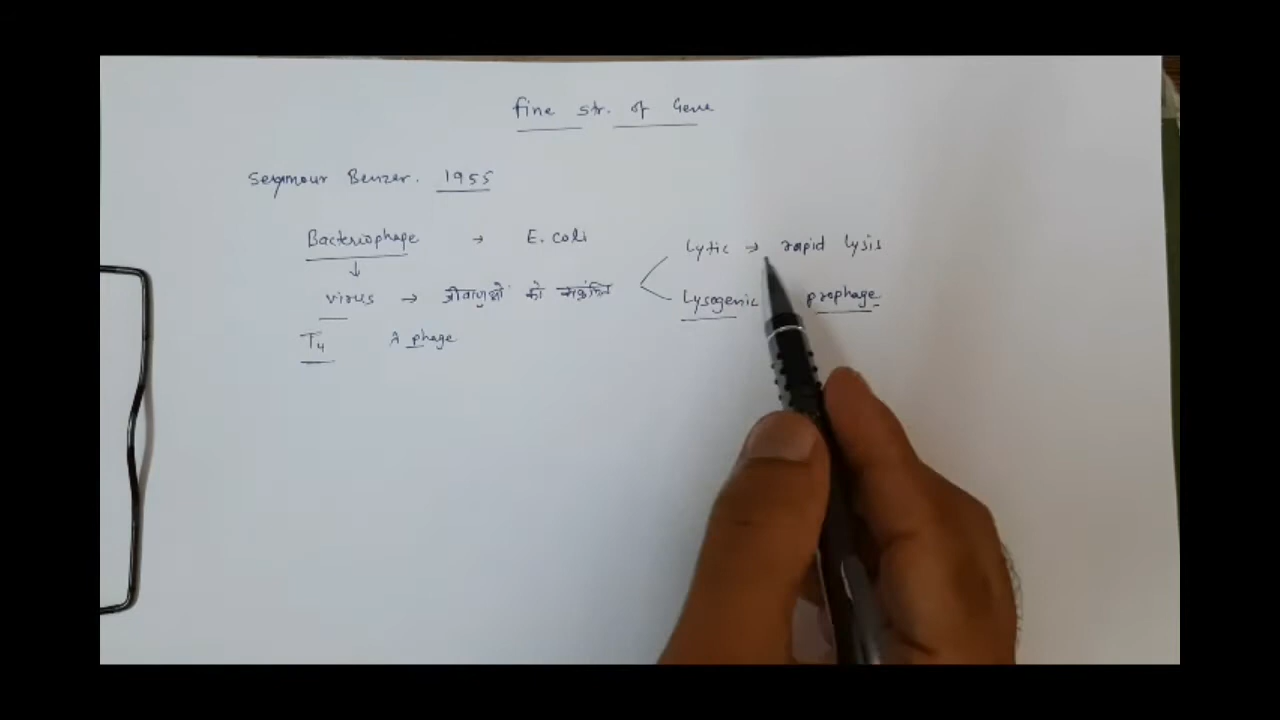 fine str. of Gene
Seymour Benzer. 1955
Bacteriophage → E. Coli
Lytic → rapid lysis
↓
virus → जीवाणुओं को संक्रमित
Lysogenic prophage
T4 λ phage